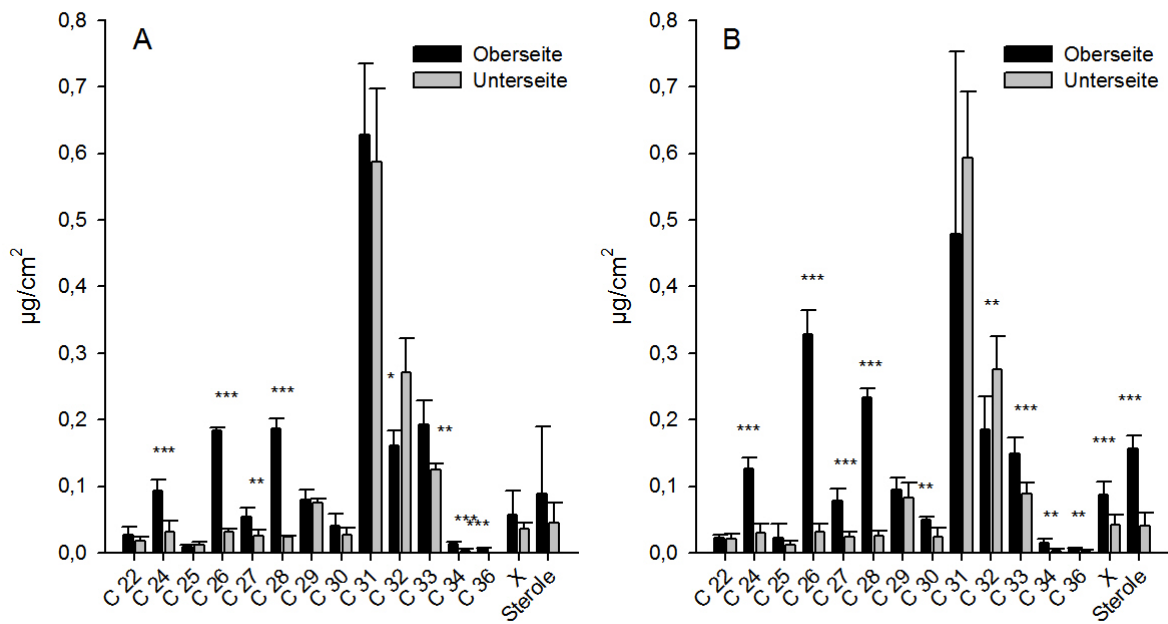 A
Oberseite
Unterseite
µg/cm²
0,8
0,7
0,6
0,5
0,4
0,3
0,2
0,1
0,0
***
***
**
***
*
**
***
***
C 22
C 24
C 25
C 26
C 27
C 28
C 29
C 30
C 31
C 32
C 33
C 34
C 36
X
Sterole
B
Oberseite
Unterseite
µg/cm²
0,8
0,7
0,6
0,5
0,4
0,3
0,2
0,1
0,0
***
***
***
***
**
**
***
**
**
***
***
C 22
C 24
C 25
C 26
C 27
C 28
C 29
C 30
C 31
C 32
C 33
C 34
C 36
X
Sterole